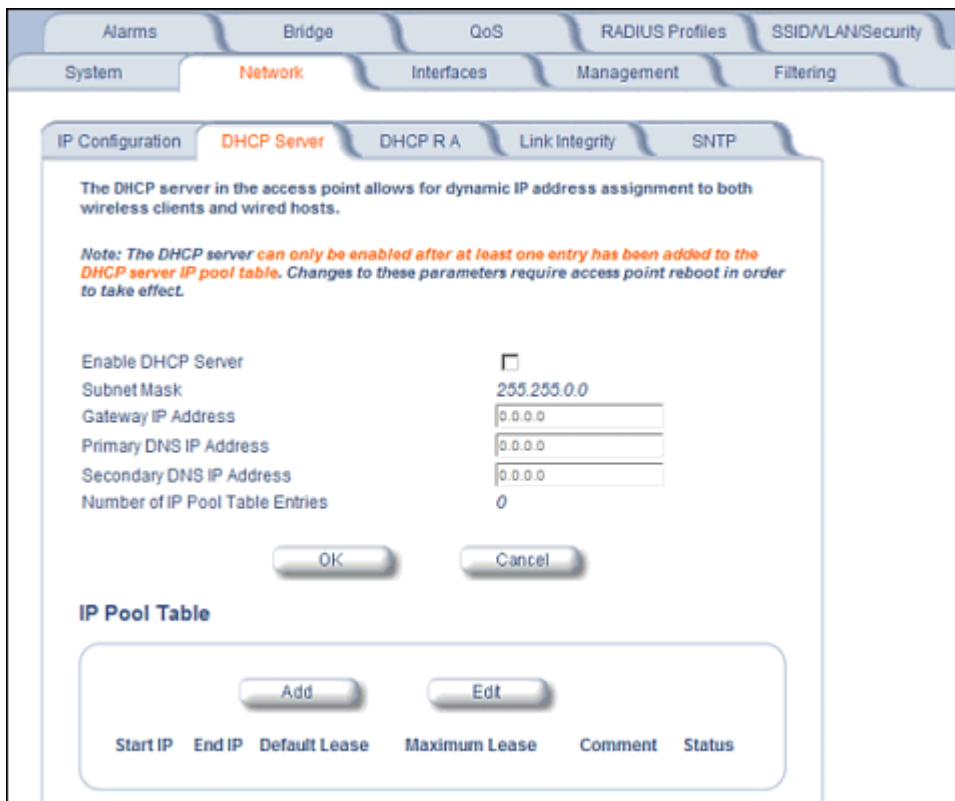 Alarms Bridge QoS RADIUS Profiles SSID/VLAN/Security
System Network Interfaces Management Filtering
IP Configuration DHCP Server DHCP R A Link Integrity SNTP
The DHCP server in the access point allows for dynamic IP address assignment to both
wireless clients and wired hosts.
Note: The DHCP server can only be enabled after at least one entry has been added to the
DHCP server IP pool table. Changes to these parameters require access point reboot in order
to take effect.
Enable DHCP Server
Subnet Mask 255.255.0.0
Gateway IP Address 0.0.0.0
Primary DNS IP Address 0.0.0.0
Secondary DNS IP Address 0.0.0.0
Number of IP Pool Table Entries 0
OK Cancel
IP Pool Table
Add Edit
Start IP End IP Default Lease Maximum Lease Comment Status